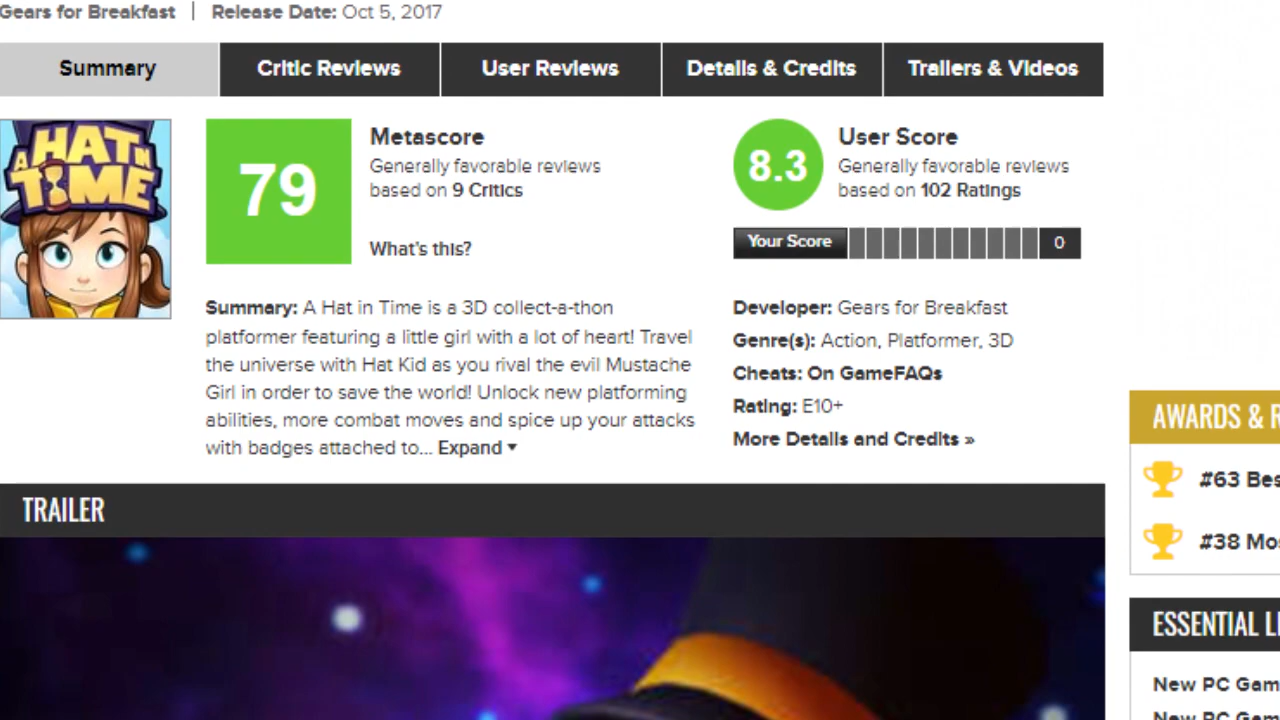 Gears for Breakfast | Release Date: Oct 5, 2017
Summary
Critic Reviews
User Reviews
Details & Credits
Trailers & Videos
A HAT IN TIME
79
Metascore
Generally favorable reviews
based on 9 Critics
What's this?
8.3
User Score
Generally favorable reviews
based on 102 Ratings
Your Score
0
Summary: A Hat in Time is a 3D collect-a-thon
platformer featuring a little girl with a lot of heart! Travel
the universe with Hat Kid as you rival the evil Mustache
Girl in order to save the world! Unlock new platforming
abilities, more combat moves and spice up your attacks
with badges attached to... Expand
Developer: Gears for Breakfast
Genre(s): Action, Platformer, 3D
Cheats: On GameFAQs
Rating: E10+
More Details and Credits »
TRAILER
AWARDS & R
#63 Bes
#38 Mo
ESSENTIAL L
New PC Gam
New PC Gam